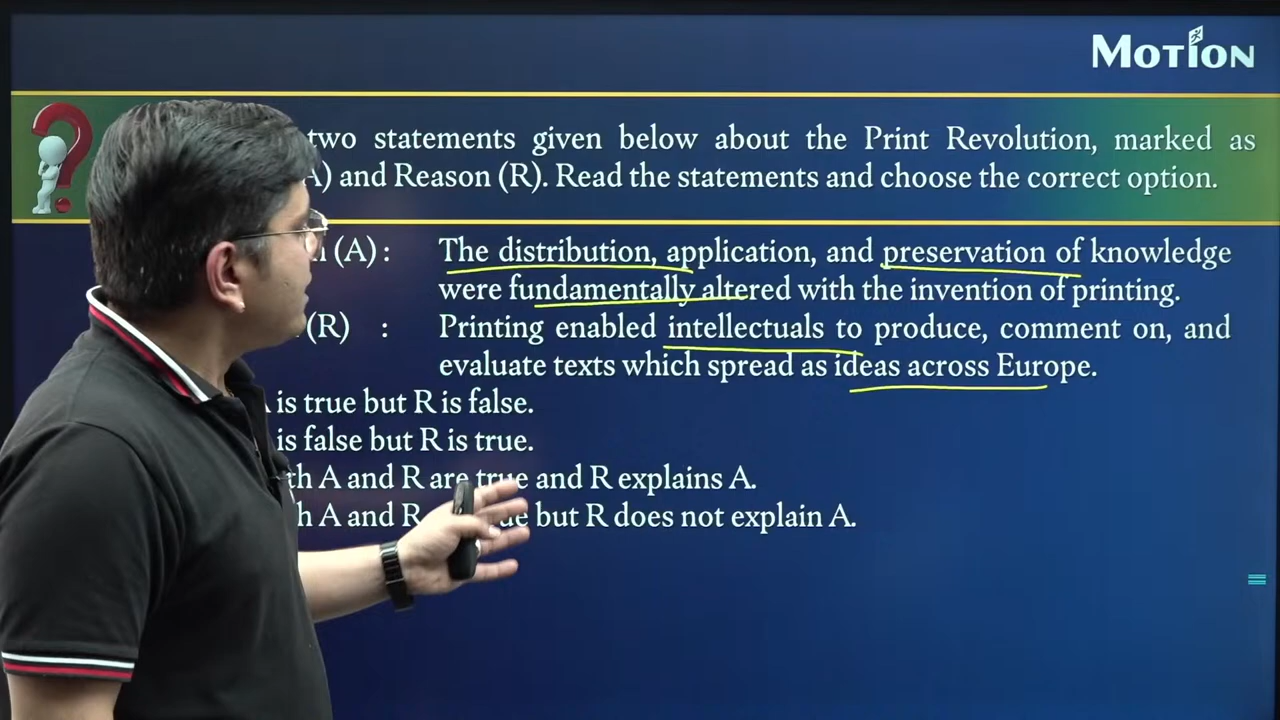 MOTION
two statements given below about the Print Revolution, marked as
(A) and Reason (R). Read the statements and choose the correct option.
(A): The distribution, application, and preservation of knowledge
were fundamentally altered with the invention of printing.
(R) : Printing enabled intellectuals to produce, comment on, and
evaluate texts which spread as ideas across Europe.
is true but R is false.
is false but R is true.
A and R are true and R explains A.
A and R but R does not explain A.